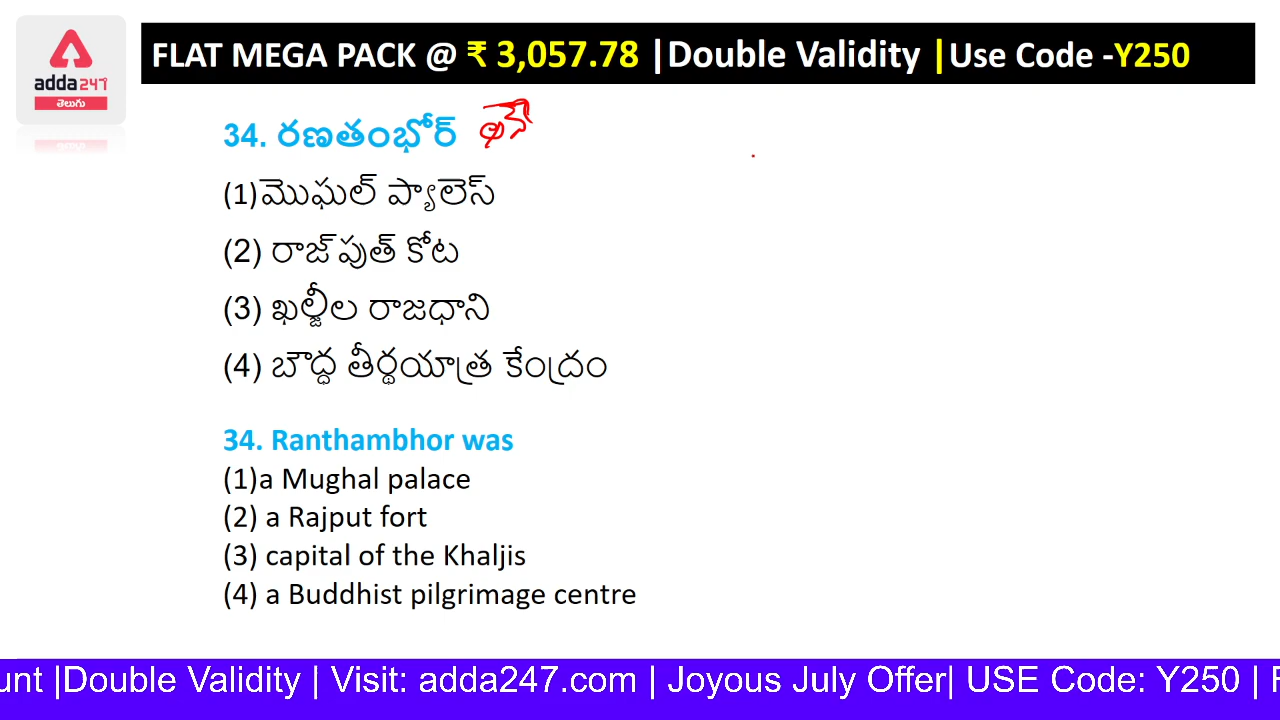 adda247
తెలుగు
FLAT MEGA PACK @ ₹ 3,057.78 |Double Validity |Use Code -Y250
34. రణతంభోర్ అనే
(1)మొఘల్ ప్యాలెస్
(2) రాజ్‌పుత్ కోట
(3) ఖల్జీల రాజధాని
(4) బౌద్ధ తీర్థయాత్ర కేంద్రం
34. Ranthambhor was
(1)a Mughal palace
(2) a Rajput fort
(3) capital of the Khaljis
(4) a Buddhist pilgrimage centre
unt |Double Validity | Visit: adda247.com | Joyous July Offer| USE Code: Y250 | F